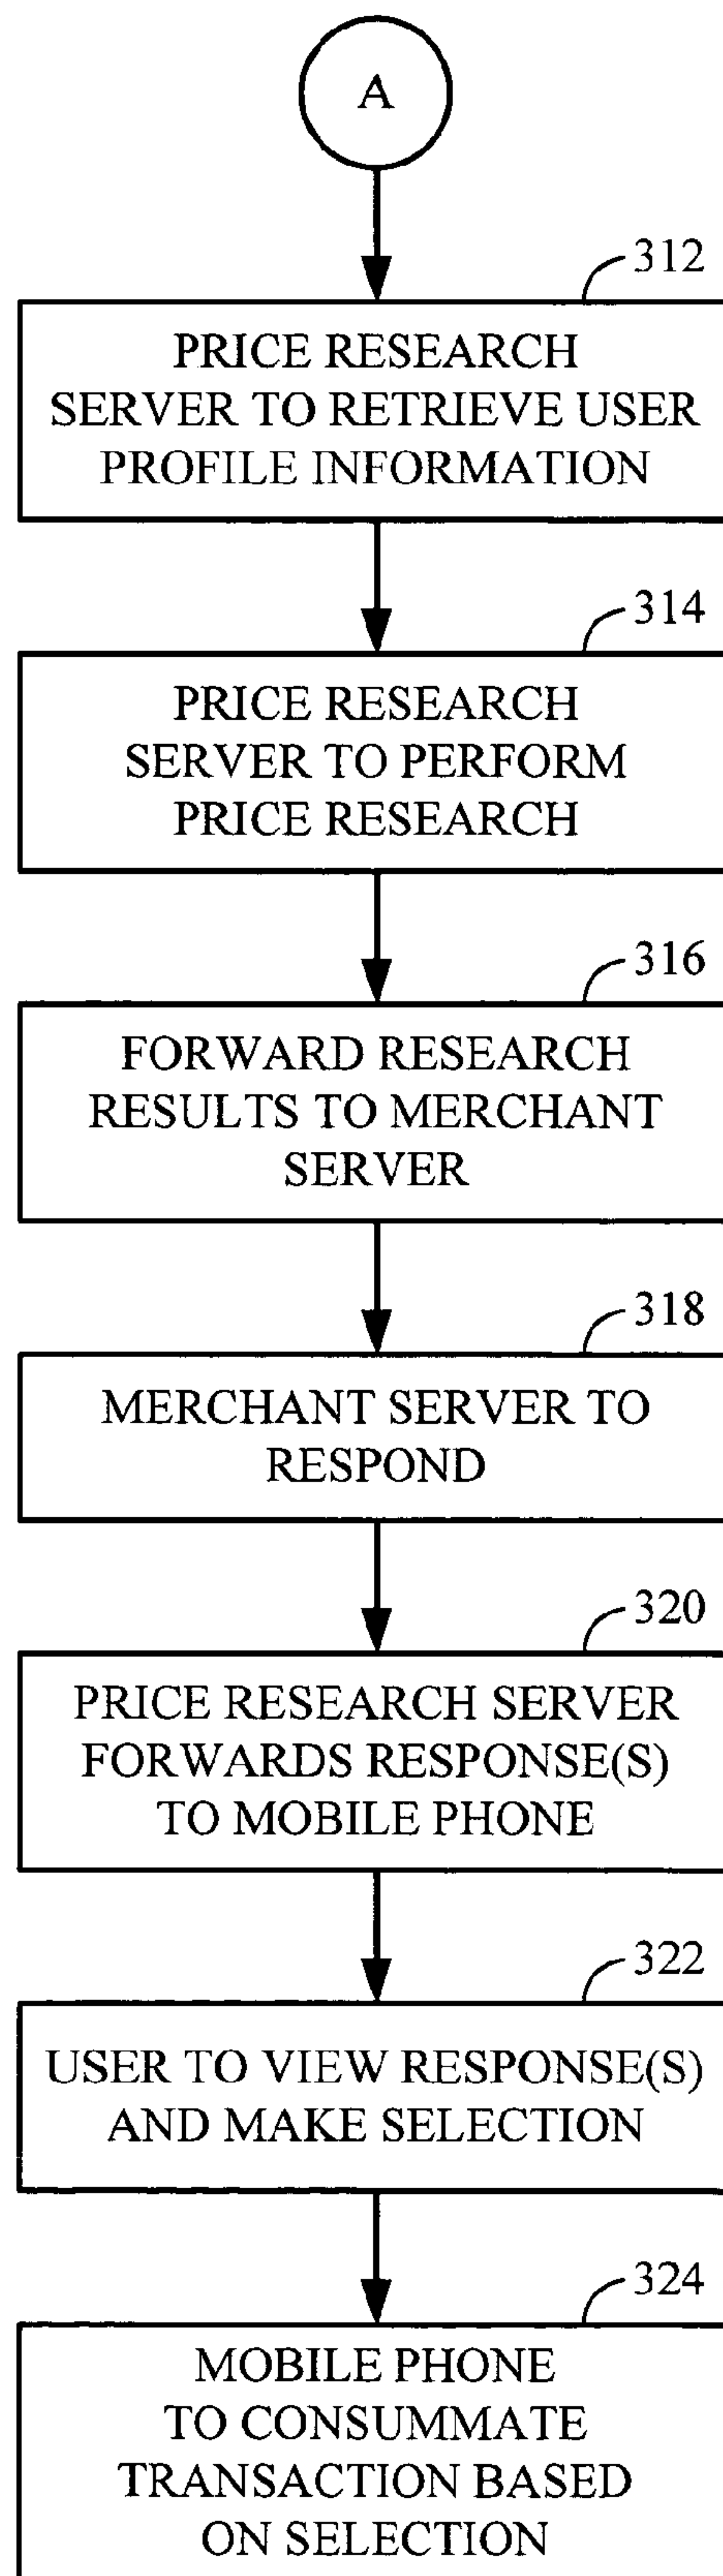 A
312
PRICE RESEARCH
SERVER TO RETRIEVE USER
PROFILE INFORMATION
314
PRICE RESEARCH
SERVER TO PERFORM
PRICE RESEARCH
316
FORWARD RESEARCH
RESULTS TO MERCHANT
SERVER
318
MERCHANT SERVER TO
RESPOND
320
PRICE RESEARCH SERVER
FORWARDS RESPONSE(S)
TO MOBILE PHONE
322
USER TO VIEW RESPONSE(S)
AND MAKE SELECTION
324
MOBILE PHONE
TO CONSUMMATE
TRANSACTION BASED
ON SELECTION